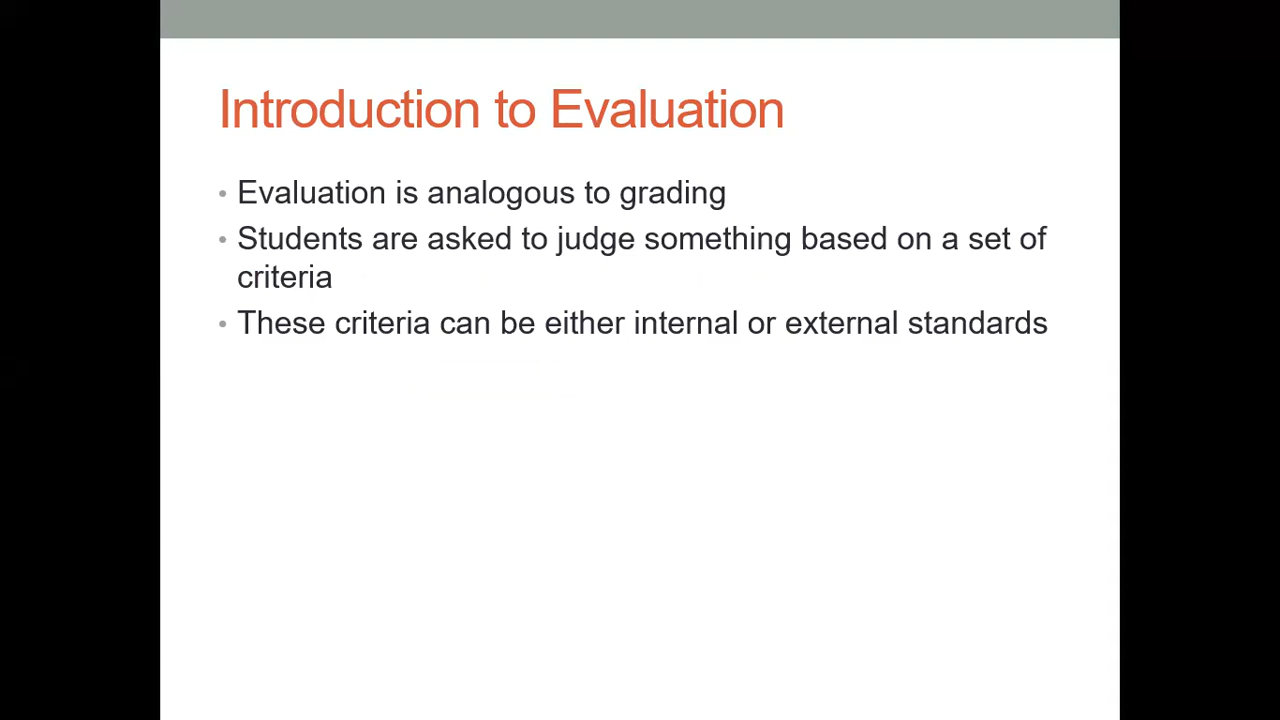 Introduction to Evaluation
• Evaluation is analogous to grading
• Students are asked to judge something based on a set of
criteria
• These criteria can be either internal or external standards